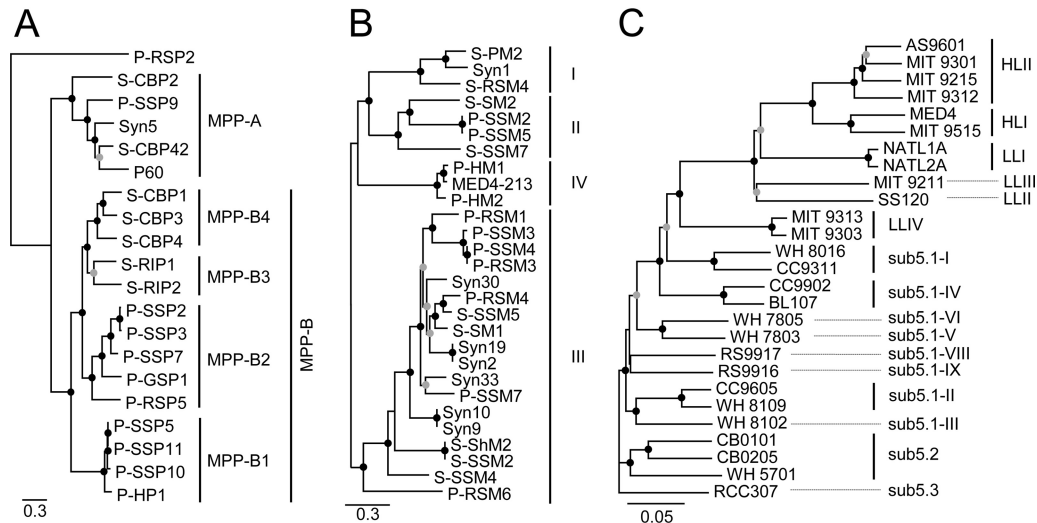 A
P-RSP2
S-CBP2
P-SSP9
Syn5
S-CBP42
P60
MPP-A
S-CBP1
S-CBP3
S-CBP4
MPP-B4
S-RIP1
S-RIP2
MPP-B3
P-SSP2
P-SSP3
P-SSP7
P-GSP1
P-RSP5
MPP-B2
P-SSP5
P-SSP11
P-SSP10
P-HP1
MPP-B1
MPP-B
0.3
B
S-PM2
Syn1
S-RSM4
I
S-SM2
P-SSM2
P-SSM5
S-SSM7
II
P-HM1
MED4-213
P-HM2
IV
P-RSM1
P-SSM3
P-SSM4
P-RSM3
Syn30
P-RSM4
S-SSM5
S-SM1
Syn19
Syn2
Syn33
P-SSM7
Syn10
Syn9
S-ShM2
S-SSM2
S-SSM4
P-RSM6
III
0.3
C
AS9601
MIT 9301
MIT 9215
MIT 9312
HLII
MED4
MIT 9515
HLI
NATL1A
NATL2A
LLI
MIT 9211
LLIII
SS120
LLII
MIT 9313
MIT 9303
LLIV
WH 8016
CC9311
sub5.1-I
CC9902
BL107
sub5.1-IV
WH 7805
sub5.1-VI
WH 7803
sub5.1-V
RS9917
sub5.1-VIII
RS9916
sub5.1-IX
CC9605
WH 8109
sub5.1-II
WH 8102
sub5.1-III
CB0101
CB0205
WH 5701
sub5.2
RCC307
sub5.3
0.05